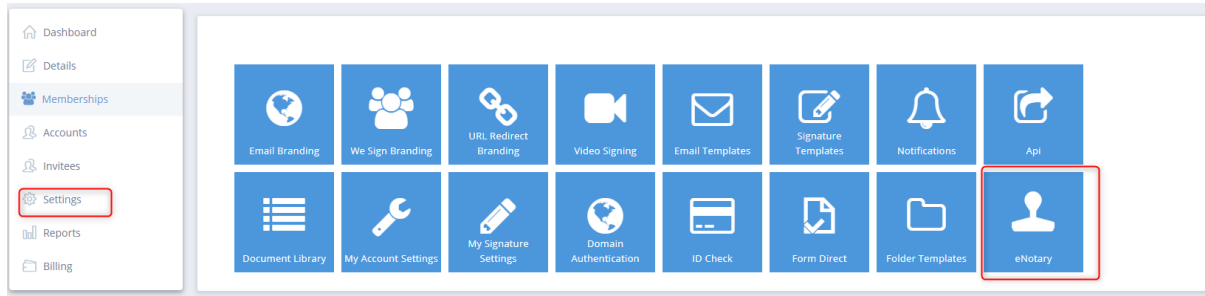 Dashboard
Details
Memberships
Accounts
Invitees
Settings
Reports
Billing
Email Branding
We Sign Branding
URL Redirect
Branding
Video Signing
Email Templates
Signature
Templates
Notifications
Api
Document Library
My Account Settings
My Signature
Settings
Domain
Authentication
ID Check
Form Direct
Folder Templates
eNotary